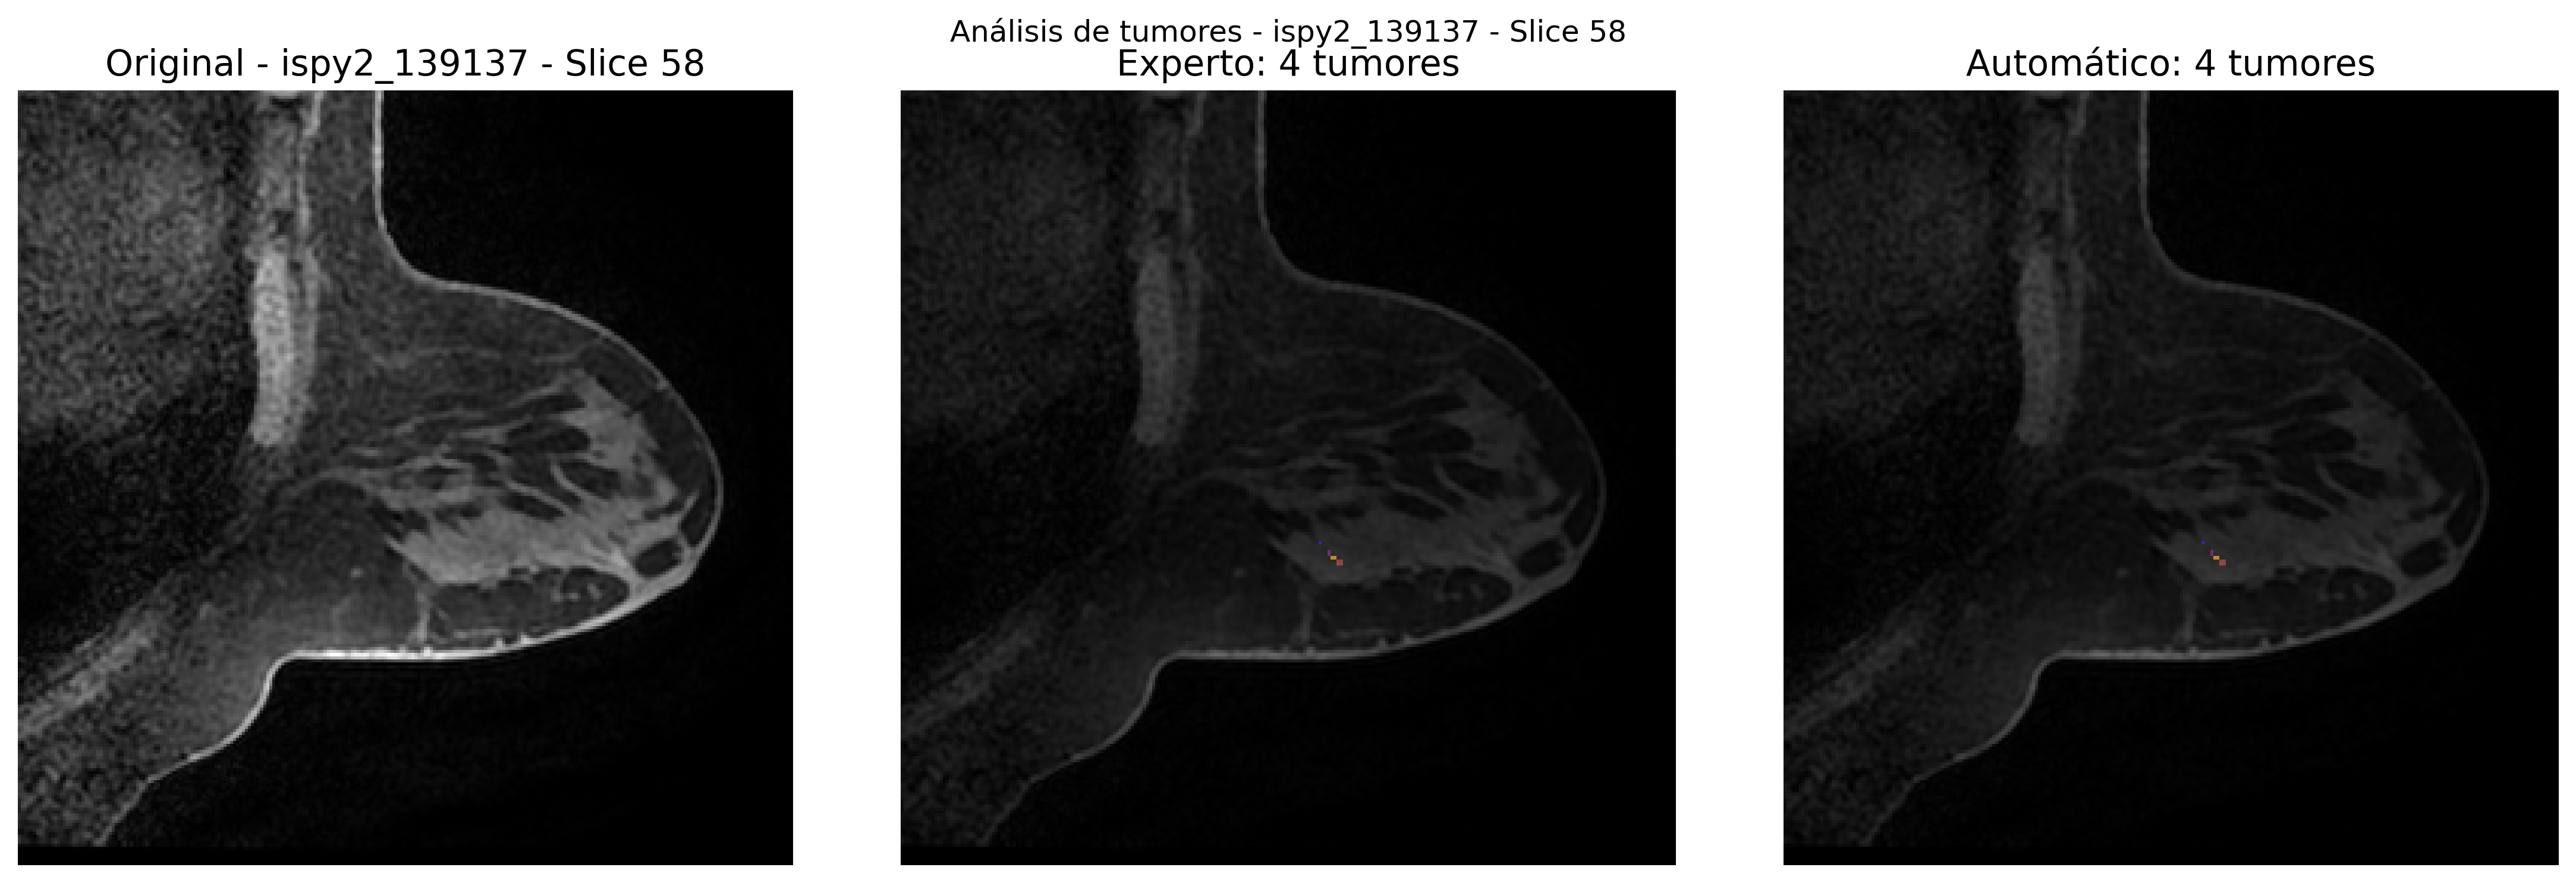 Análisis de tumores - ispy2_139137 - Slice 58
Original - ispy2_139137 - Slice 58
Experto: 4 tumores
Automático: 4 tumores